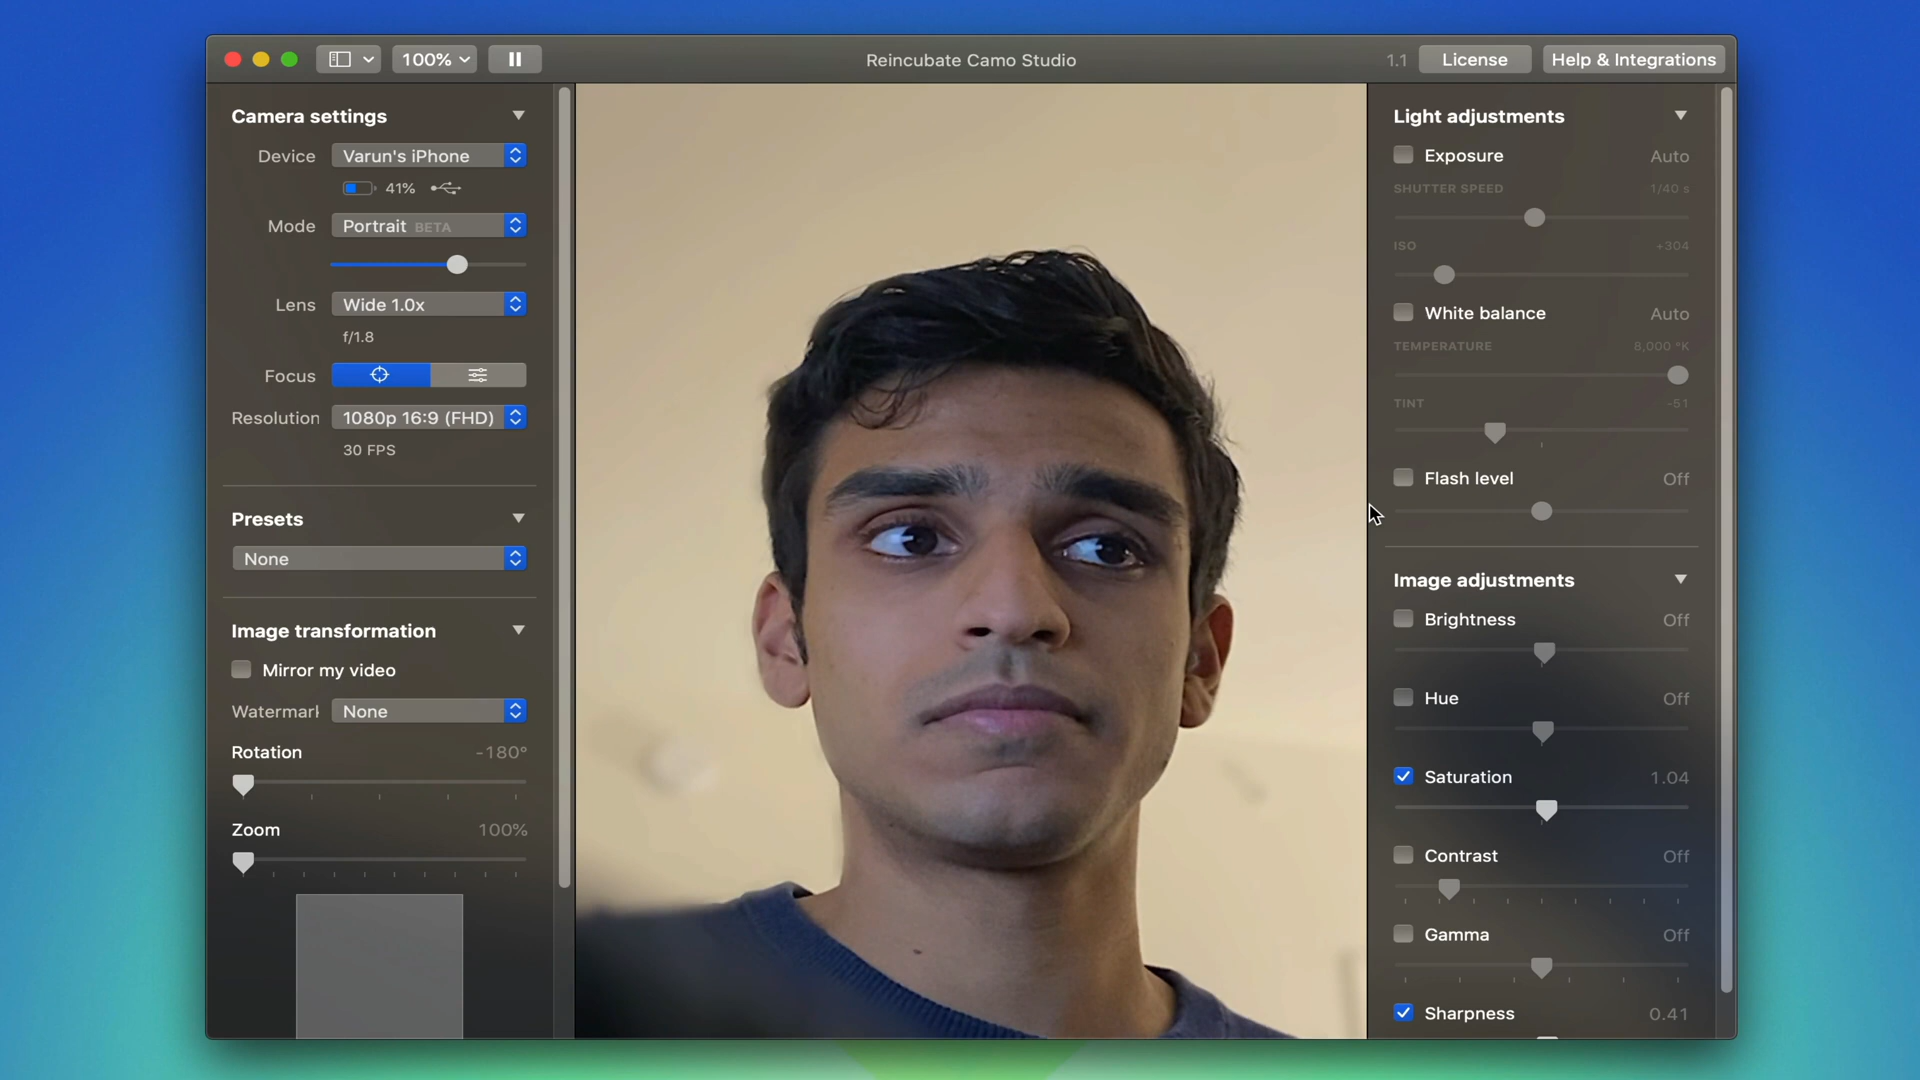 100%
Reincubate Camo Studio
1.1
License
Help & Integrations
Camera settings
Device
Varun's iPhone
41%
Mode
Portrait BETA
Lens
Wide 1.0x
f/1.8
Focus
Resolution
1080p 16:9 (FHD)
30 FPS
Presets
None
Image transformation
Mirror my video
Watermark
None
Rotation
-180°
Zoom
100%
Light adjustments
Exposure
Auto
SHUTTER SPEED
1/40 s
ISO
+304
White balance
Auto
TEMPERATURE
8,000 °K
TINT
-51
Flash level
Off
Image adjustments
Brightness
Off
Hue
Off
Saturation
1.04
Contrast
Off
Gamma
Off
Sharpness
0.41